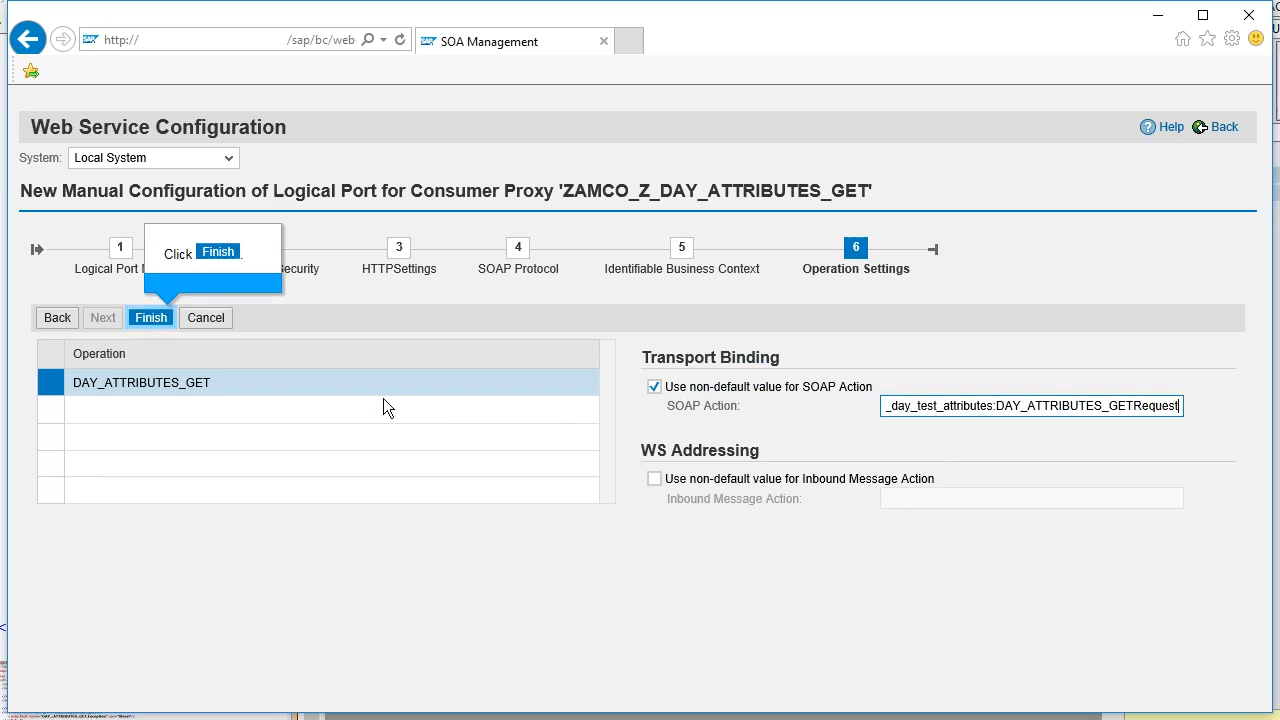 http://
/sap/bc/web
SOA Management
Web Service Configuration
Help
Back
System:
Local System
New Manual Configuration of Logical Port for Consumer Proxy 'ZAMCO_Z_DAY_ATTRIBUTES_GET'
1
3
4
5
6
Logical Port
Security
HTTPSettings
SOAP Protocol
Identifiable Business Context
Operation Settings
Click Finish.
Back
Next
Finish
Cancel
Operation
DAY_ATTRIBUTES_GET
Transport Binding
Use non-default value for SOAP Action
SOAP Action:
_day_test_attributes:DAY_ATTRIBUTES_GETRequest
WS Addressing
Use non-default value for Inbound Message Action
Inbound Message Action: